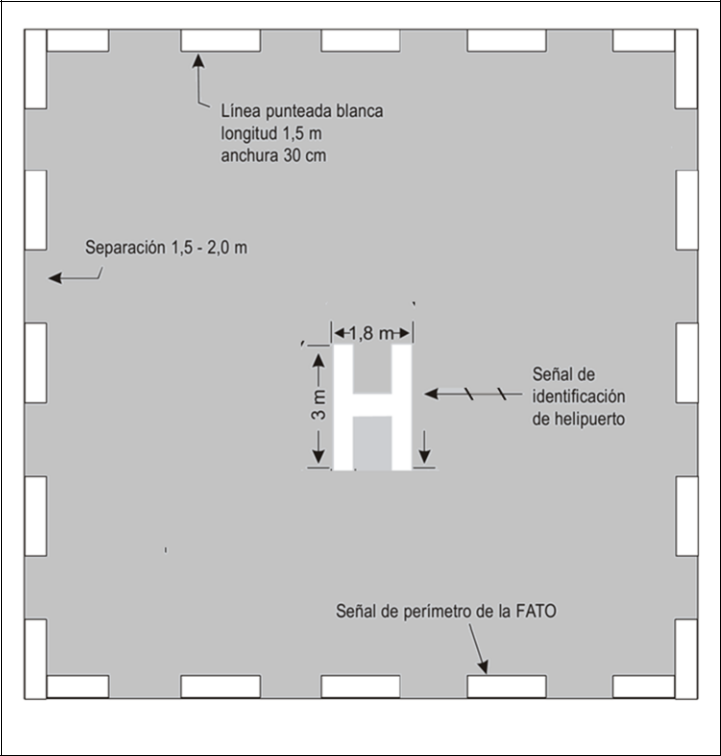 Línea punteada blanca
longitud 1,5 m
anchura 30 cm
Separación 1,5 - 2,0 m
1,8 m
3 m
Señal de
identificación
de helipuerto
Señal de perímetro de la FATO